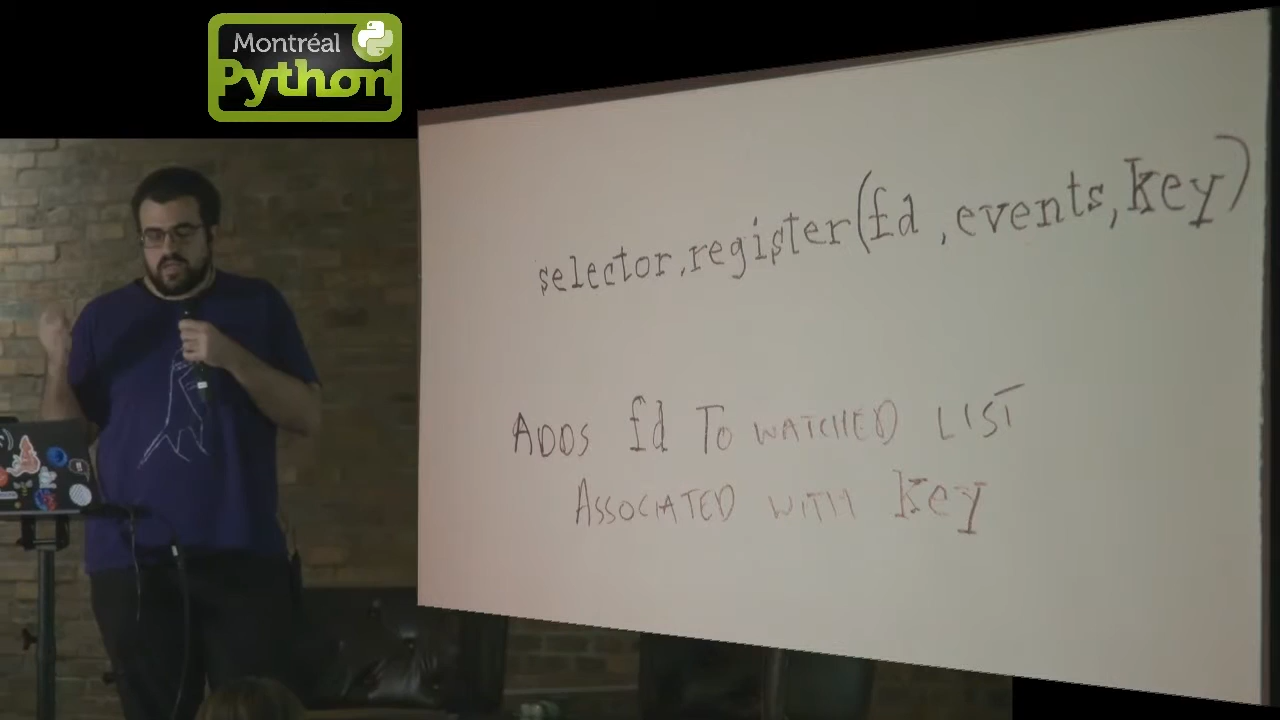 Montréal
Python
selector.register(fd, events, key)
ADDS fd TO WATCHED LIST
ASSOCIATED WITH key